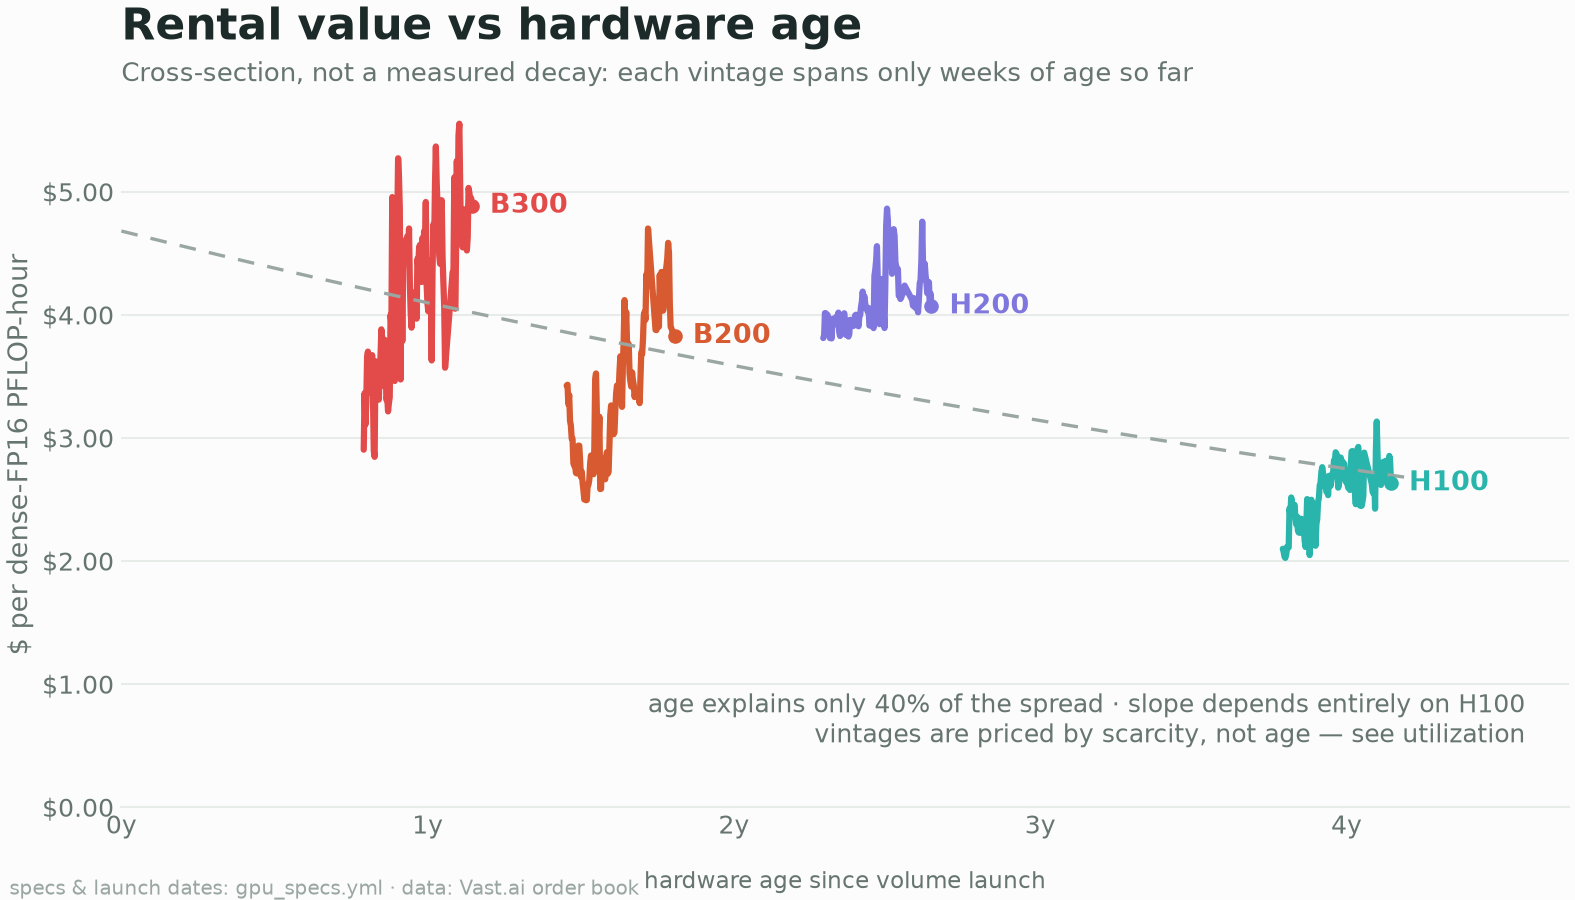 Rental value vs hardware age
Cross-section, not a measured decay: each vintage spans only weeks of age so far
$ per dense-FP16 PFLOP-hour
$5.00
$4.00
$3.00
$2.00
$1.00
$0.00
B300
B200
H200
H100
age explains only 40% of the spread · slope depends entirely on H100
vintages are priced by scarcity, not age — see utilization
0y
1y
2y
3y
4y
hardware age since volume launch
specs & launch dates: gpu_specs.yml · data: Vast.ai order book